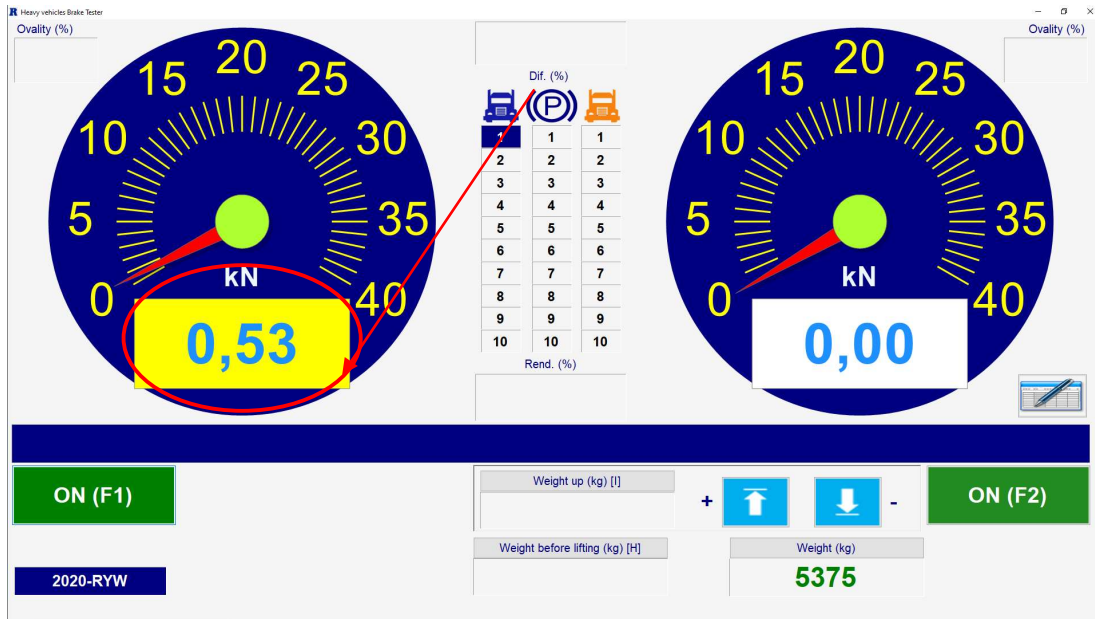 R Heavy vehicles Brake Tester
Ovality (%)
0
5
10
15
20
25
30
35
40
kN
0,53
Dif. (%)
P
1 1 1
2 2 2
3 3 3
4 4 4
5 5 5
6 6 6
7 7 7
8 8 8
9 9 9
10 10 10
Rend. (%)
Ovality (%)
0
5
10
15
20
25
30
35
40
kN
0,00
ON (F1)
Weight up (kg) [I]
+ -
ON (F2)
Weight before lifting (kg) [H]
Weight (kg)
5375
2020-RYW